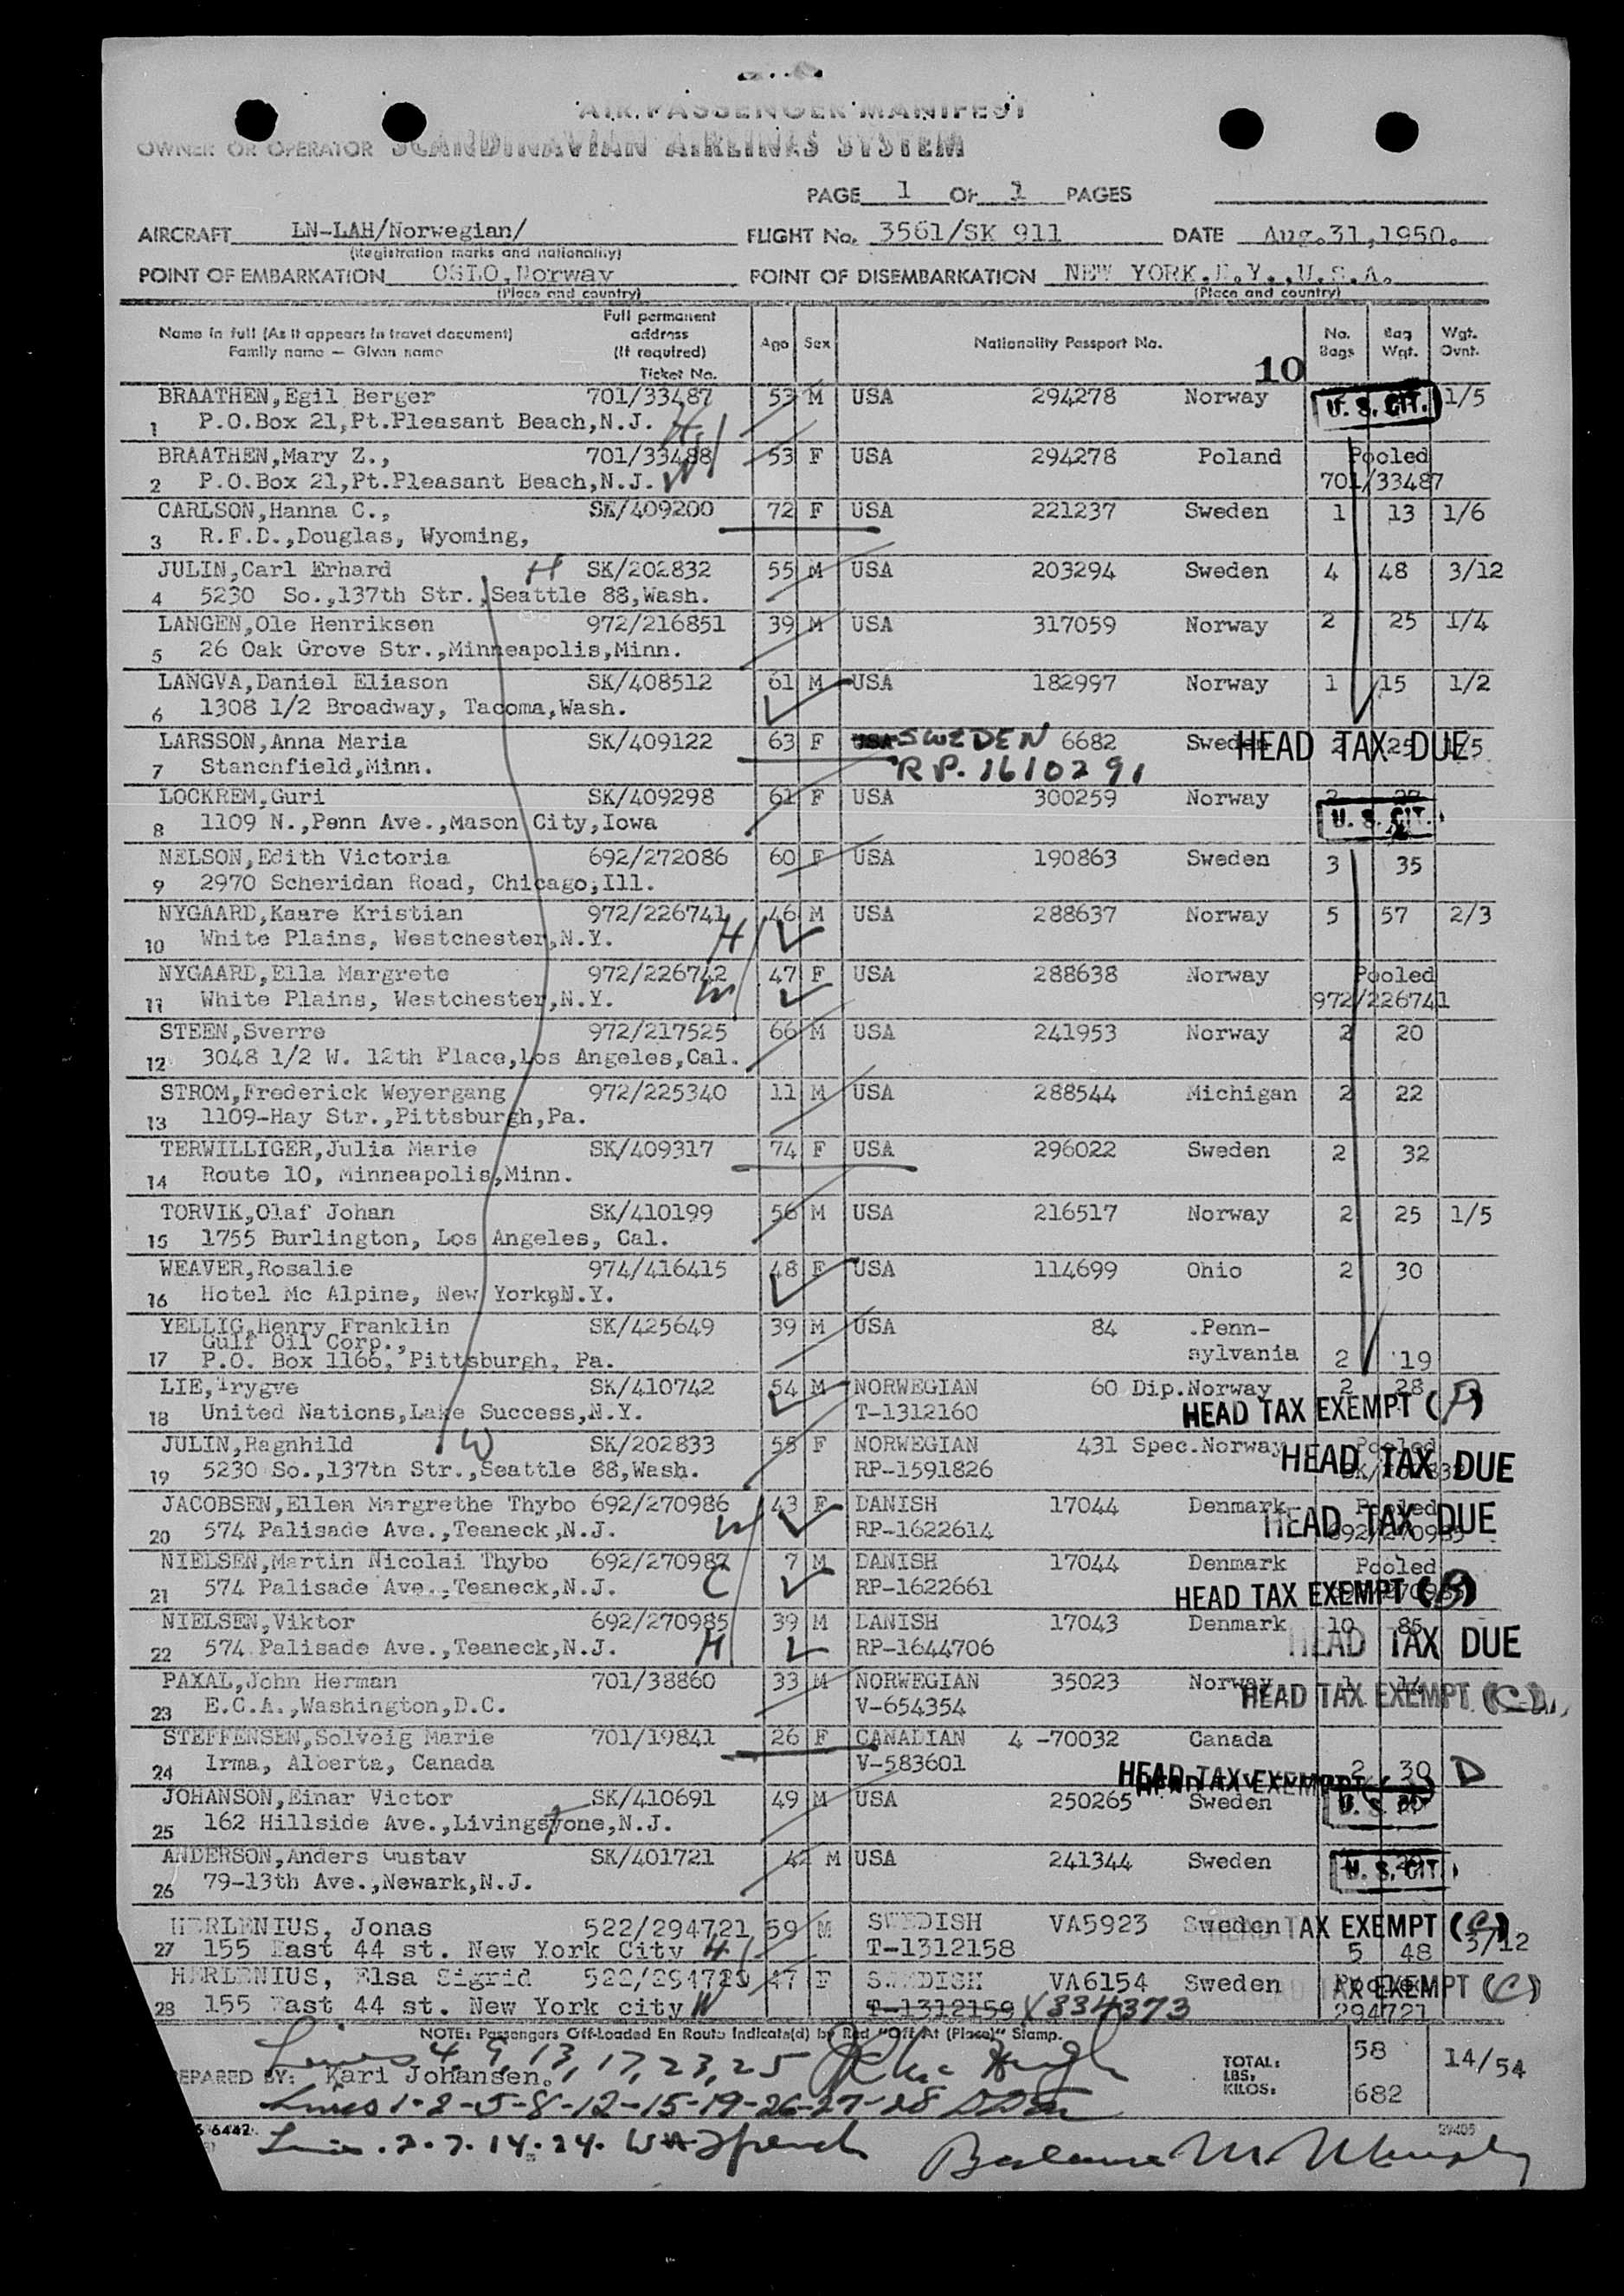 AIR PASSENGER MANIFEST
OWNER OR OPERATOR SCANDINAVIAN AIRLINES SYSTEM
PAGE 1 OF 1 PAGES
AIRCRAFT LN-LAH/Norwegian/ FLIGHT No. 3561/SK 911 DATE Aug.31,1950.
(Registration marks and nationality)
POINT OF EMBARKATION OSLO,Norway POINT OF DISEMBARKATION NEW YORK.N.Y.,U.S.A.
(Place and country) (Place and country)
Name in full (As it appears in travel document) Family name — Given name
Full permanent address (If required) Ticket No.
Age Sex Nationality Passport No. No. Bags Bag Wgt. Wgt. Ovnt.
10
BRAATHEN,Egil Berger 701/33487 53 M USA 294278 Norway U. S. CIT. 1/5
1 P.O.Box 21,Pt.Pleasant Beach,N.J. H
BRAATHEN,Mary Z., 701/33488 53 F USA 294278 Poland Pooled
2 P.O.Box 21,Pt.Pleasant Beach,N.J. W 701/33487
CARLSON,Hanna C., SK/409200 72 F USA 221237 Sweden 1 13 1/6
3 R.F.D.,Douglas, Wyoming,
JULIN,Carl Erhard H SK/202832 55 M USA 203294 Sweden 4 48 3/12
4 5230 So.,137th Str.,Seattle 88,Wash.
LANGEN,Ole Henriksen 972/216851 39 M USA 317059 Norway 2 25 1/4
5 26 Oak Grove Str.,Minneapolis,Minn.
LANGVA,Daniel Eliason SK/408512 61 M USA 182997 Norway 1 15 1/2
6 1308 1/2 Broadway, Tacoma,Wash.
LARSSON,Anna Maria SK/409122 63 F USA SWEDEN 6682 Sweden 2 25 1/5 HEAD TAX DUE
7 Stanchfield,Minn. RP. 1610291
LOCKREM,Guri SK/409298 61 F USA 300259 Norway 2 27
8 1109 N.,Penn Ave.,Mason City,Iowa U. S. CIT.
NELSON,Edith Victoria 692/272086 60 F USA 190863 Sweden 3 35
9 2970 Scheridan Road, Chicago,Ill.
NYGAARD,Kaare Kristian 972/226741 46 M USA 288637 Norway 5 57 2/3
10 White Plains, Westchester,N.Y. H
NYGAARD,Ella Margrete 972/226742 47 F USA 288638 Norway Pooled
11 White Plains, Westchester,N.Y. W 972/226741
STEEN,Sverre 972/217525 66 M USA 241953 Norway 2 20
12 3048 1/2 W. 12th Place,Los Angeles,Cal.
STROM,Frederick Weyergang 972/225340 11 M USA 288544 Michigan 2 22
13 1109-Hay Str.,Pittsburgh,Pa.
TERWILLIGER,Julia Marie SK/409317 74 F USA 296022 Sweden 2 32
14 Route 10, Minneapolis,Minn.
TORVIK,Olaf Johan SK/410199 56 M USA 216517 Norway 2 25 1/5
15 1755 Burlington, Los Angeles, Cal.
WEAVER,Rosalie 974/416415 48 F USA 114699 Ohio 2 30
16 Hotel Mc Alpine, New York,N.Y.
YELLIG,Henry Franklin SK/425649 39 M USA 84 .Penn-
Gulf Oil Corp.,
17 P.O. Box 1166, Pittsburgh, Pa. sylvania 2 19
LIE,Trygve SK/410742 54 M NORWEGIAN 60 Dip.Norway 2 28
18 United Nations,Lake Success,N.Y. T-1312160 HEAD TAX EXEMPT (A)
JULIN,Ragnhild W SK/202833 55 F NORWEGIAN 431 Spec.Norway Pooled
19 5230 So.,137th Str.,Seattle 88,Wash. RP-1591826 HEAD TAX DUE
JACOBSEN,Ellen Margrethe Thybo 692/270986 43 F DANISH 17044 Denmark Pooled
20 574 Palisade Ave.,Teaneck,N.J. W RP-1622614 692/270985 HEAD TAX DUE
NIELSEN,Martin Nicolai Thybo 692/270987 7 M DANISH 17044 Denmark Pooled
21 574 Palisade Ave.,Teaneck,N.J. C RP-1622661 HEAD TAX EXEMPT (B)
NIELSEN,Viktor 692/270985 39 M DANISH 17043 Denmark 10 85
22 574 Palisade Ave.,Teaneck,N.J. H RP-1644706 HEAD TAX DUE
PAXAL,John Herman 701/38860 33 M NORWEGIAN 35023 Norway 1 14
23 E.C.A.,Washington,D.C. V-654354 HEAD TAX EXEMPT
STEFFENSEN,Solveig Marie 701/19841 26 F CANADIAN 4 -70032 Canada
24 Irma, Alberta, Canada V-583601 2 30 D
HEAD TAX EXEMPT
JOHANSON,Einar Victor SK/410691 49 M USA 250265 Sweden U. S.
25 162 Hillside Ave.,Livingstone,N.J.
ANDERSON,Anders Gustav SK/401721 42 M USA 241344 Sweden U. S. CIT.
26 79-13th Ave.,Newark,N.J.
HERLENIUS, Jonas 522/294721 59 M SWEDISH VA5923 Sweden HEAD TAX EXEMPT (C)
27 155 East 44 st. New York City H T-1312158 5 48 3/12
HERLENIUS, Elsa Sigrid 522/294720 47 F SWEDISH VA6154 Sweden Pooled HEAD TAX EXEMPT (C)
28 155 East 44 st. New York city W T-1312159 V834373 294721
NOTE: Passengers Off-Loaded En Route Indicate(d) by Red "Off At (Place)" Stamp.
Lines 4, 9, 13, 17, 23, 25
PREPARED BY: Kari Johansen. TOTAL: LBS: KILOS: 58 682 14/54
Lines 1-2-5-8-12-15-19-26-27-28
6442
29405
7. 14. 24.
Balance